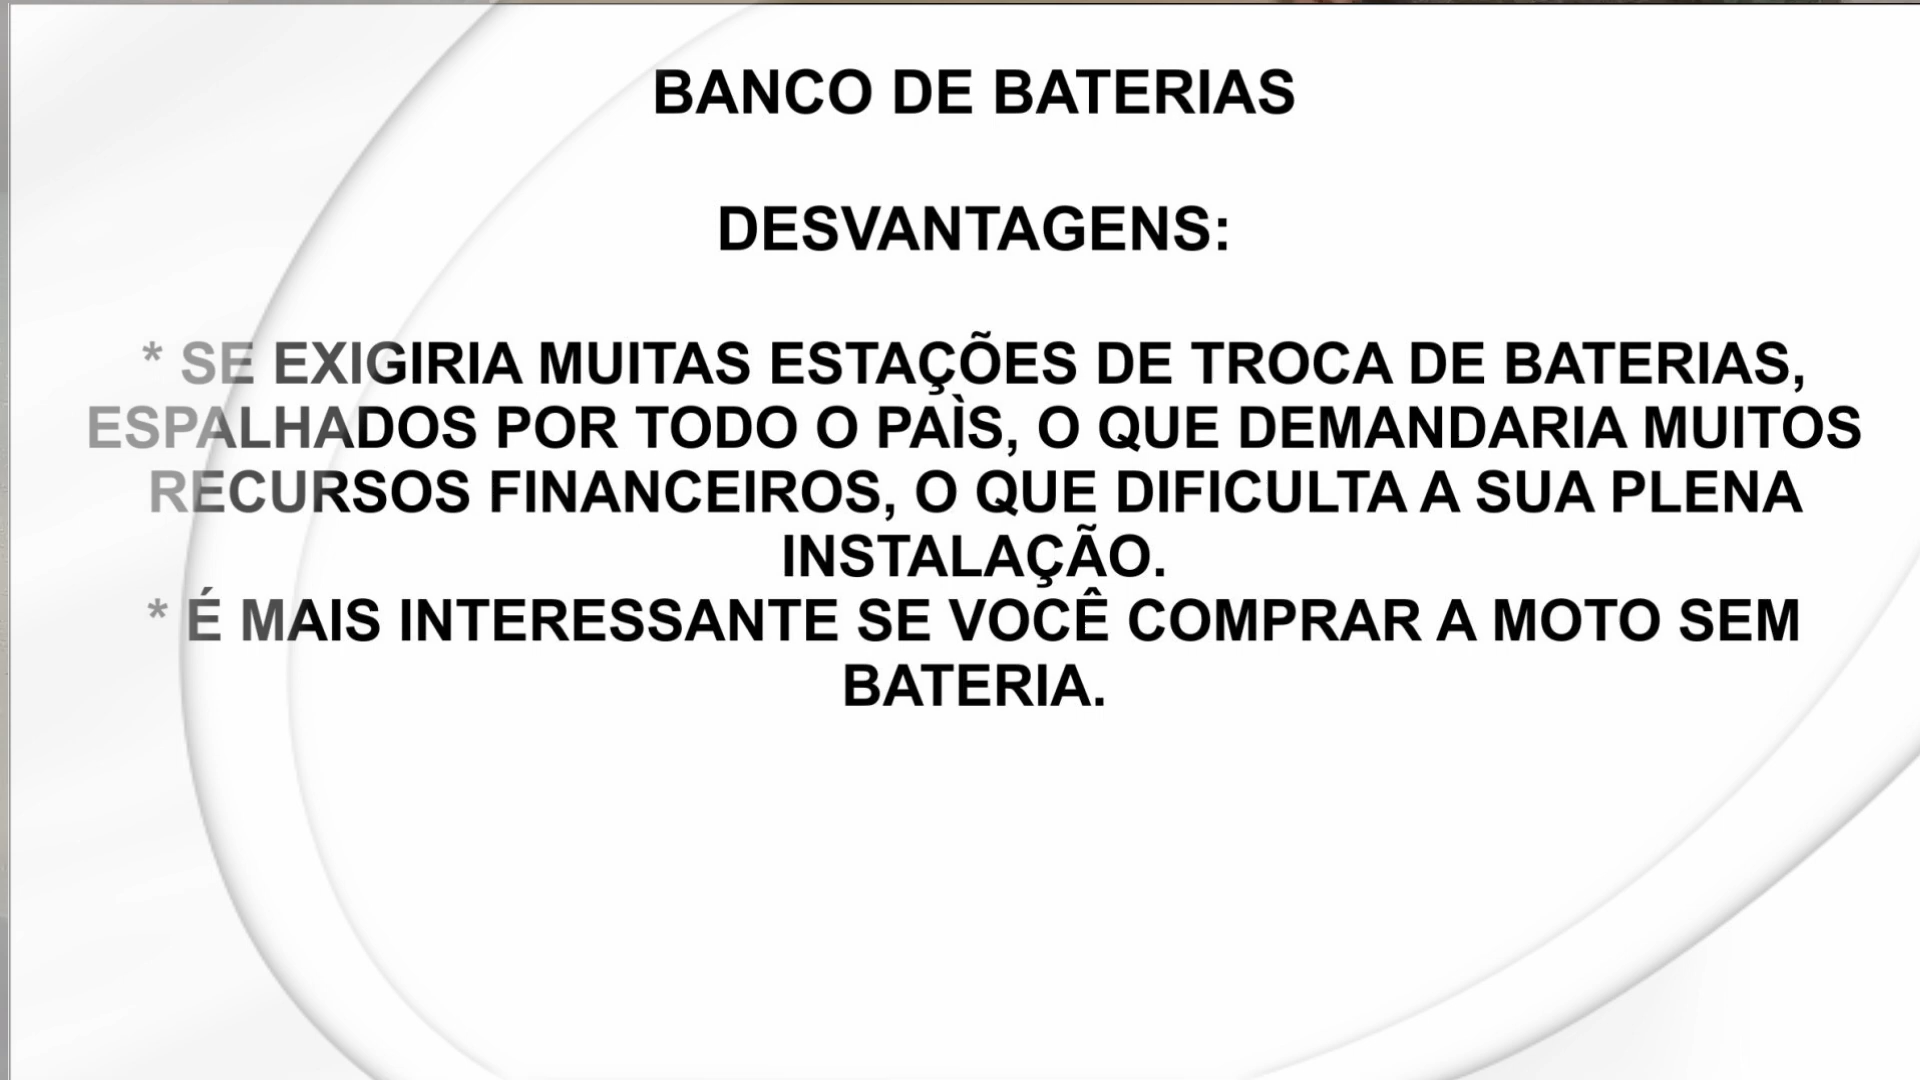 BANCO DE BATERIAS
DESVANTAGENS:
* SE EXIGIRIA MUITAS ESTAÇÕES DE TROCA DE BATERIAS,
ESPALHADOS POR TODO O PAÌS, O QUE DEMANDARIA MUITOS
RECURSOS FINANCEIROS, O QUE DIFICULTA A SUA PLENA
INSTALAÇÃO.
* É MAIS INTERESSANTE SE VOCÊ COMPRAR A MOTO SEM
BATERIA.